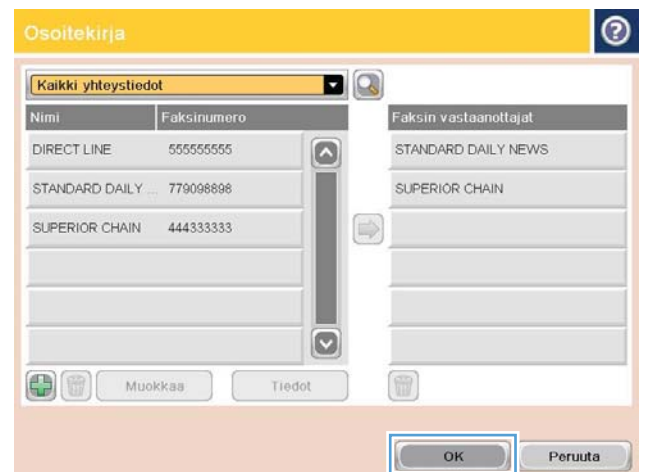 Osoitekirja
?
Kaikki yhteystiedot
Nimi Faksinumero Faksin vastaanottajat
DIRECT LINE 555555555 STANDARD DAILY NEWS
STANDARD DAILY ... 779098898 SUPERIOR CHAIN
SUPERIOR CHAIN 444333333
Muokkaa Tiedot
OK Peruuta